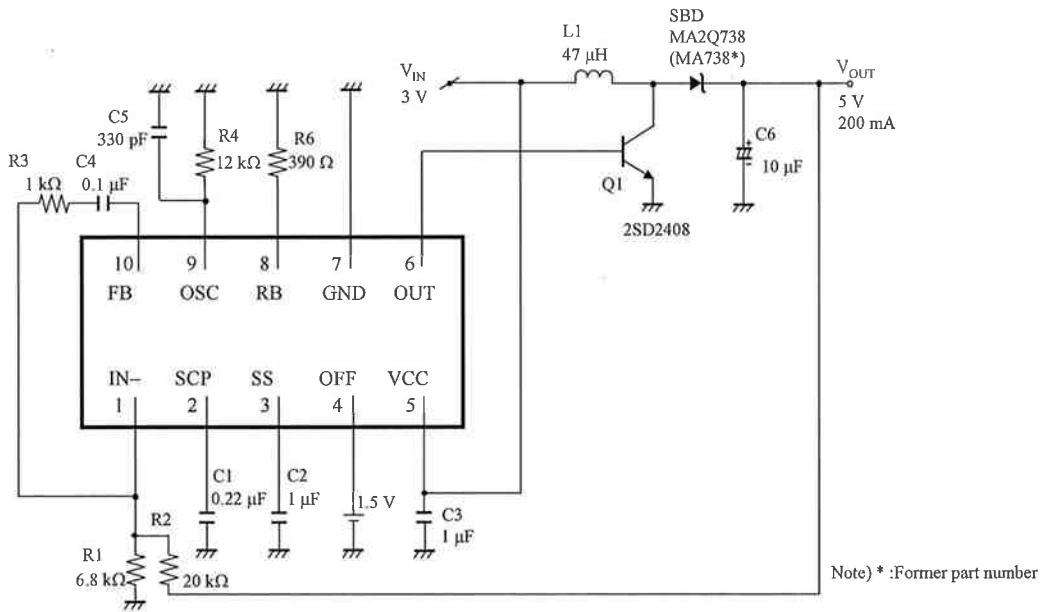 SBD
MA2Q738
(MA738*)
L1
47 µH
V_IN
3 V
V_OUT
5 V
200 mA
C6
10 µF
Q1
2SD2408
C5
330 pF
R4
12 kΩ
R6
390 Ω
R3
1 kΩ
C4
0.1 µF
10 9 8 7 6
FB OSC RB GND OUT
IN− SCP SS OFF VCC
1 2 3 4 5
C1
0.22 µF
C2
1 µF
1.5 V
C3
1 µF
R2
20 kΩ
R1
6.8 kΩ
Note) * :Former part number